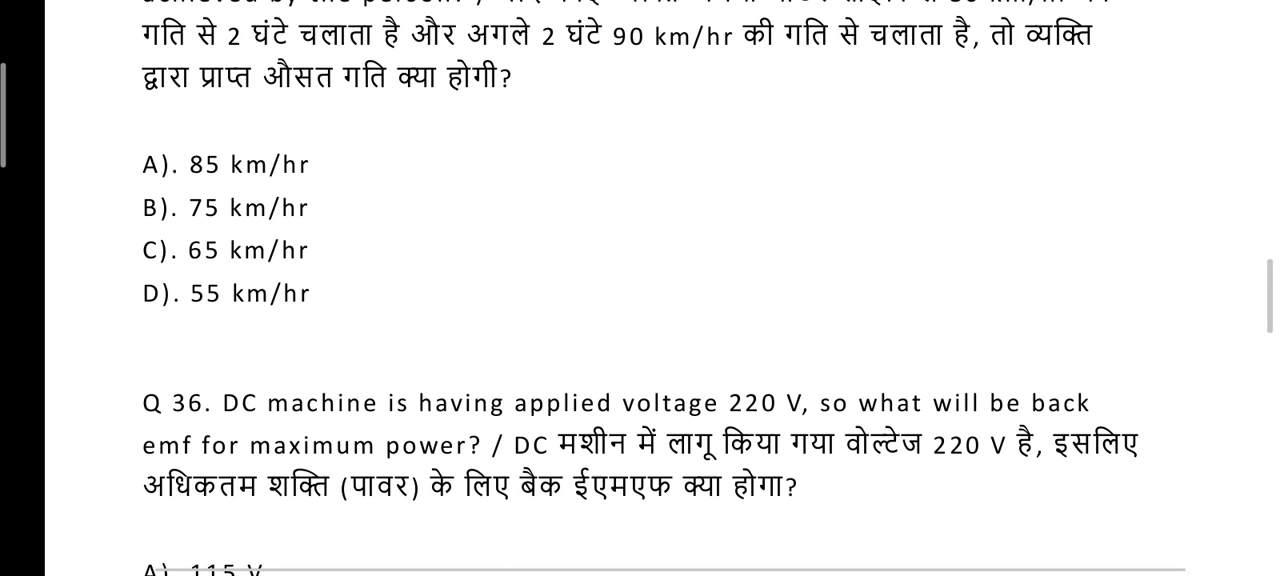 गति से 2 घंटे चलाता है और अगले 2 घंटे 90 km/hr की गति से चलाता है, तो व्यक्ति
द्वारा प्राप्त औसत गति क्या होगी?
A). 85 km/hr
B). 75 km/hr
C). 65 km/hr
D). 55 km/hr
Q 36. DC machine is having applied voltage 220 V, so what will be back
emf for maximum power? / DC मशीन में लागू किया गया वोल्टेज 220 V है, इसलिए
अधिकतम शक्ति (पावर) के लिए बैक ईएमएफ क्या होगा?
A). 115 V